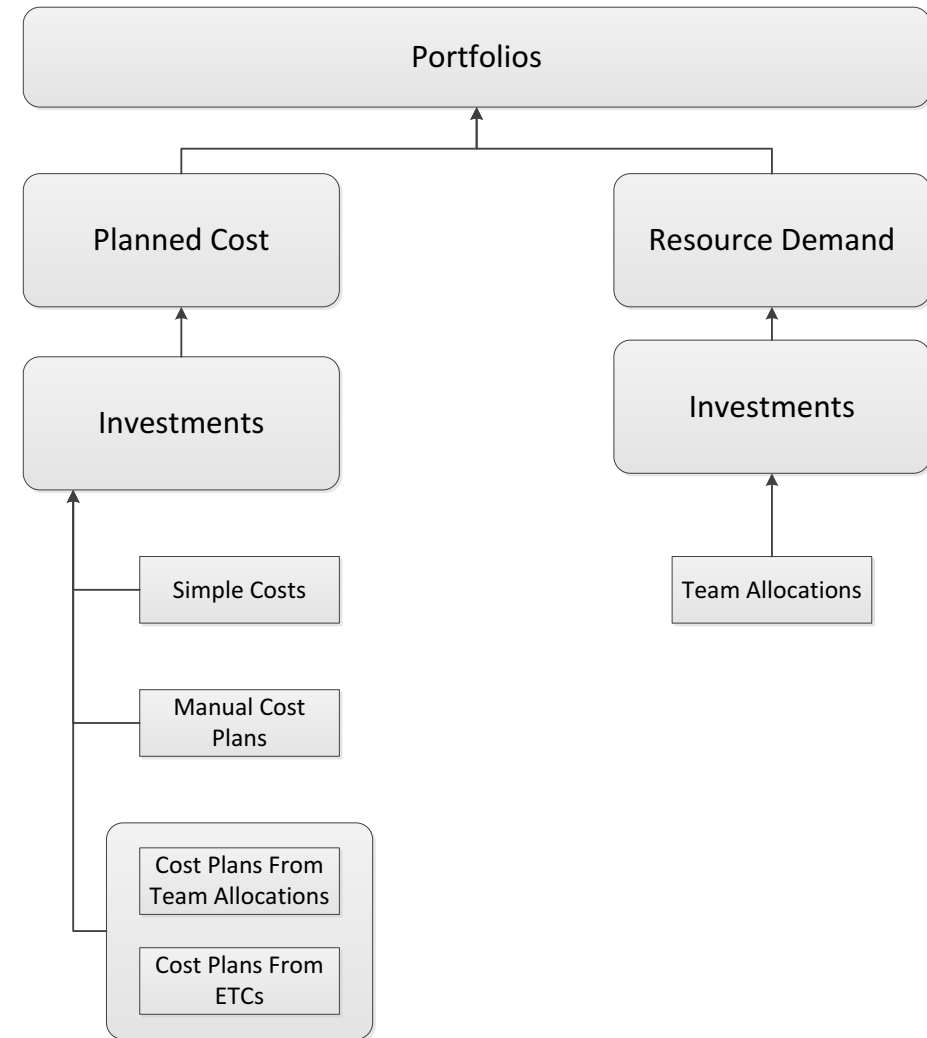 Portfolios
Planned Cost
Resource Demand
Investments
Investments
Simple Costs
Team Allocations
Manual Cost
Plans
Cost Plans From
Team Allocations
Cost Plans From
ETCs